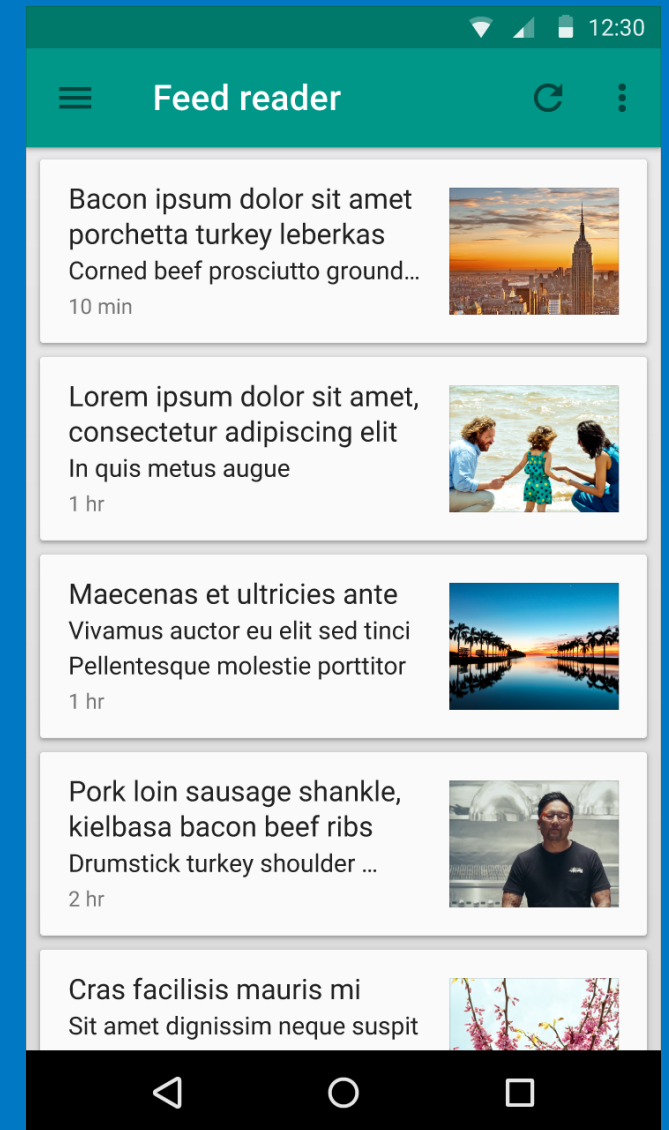 12:30
Feed reader
Bacon ipsum dolor sit amet
porchetta turkey leberkas
Corned beef prosciutto ground...
10 min
Lorem ipsum dolor sit amet,
consectetur adipiscing elit
In quis metus augue
1 hr
Maecenas et ultricies ante
Vivamus auctor eu elit sed tinci
Pellentesque molestie porttitor
1 hr
Pork loin sausage shankle,
kielbasa bacon beef ribs
Drumstick turkey shoulder ...
2 hr
Cras facilisis mauris mi
Sit amet dignissim neque suspit